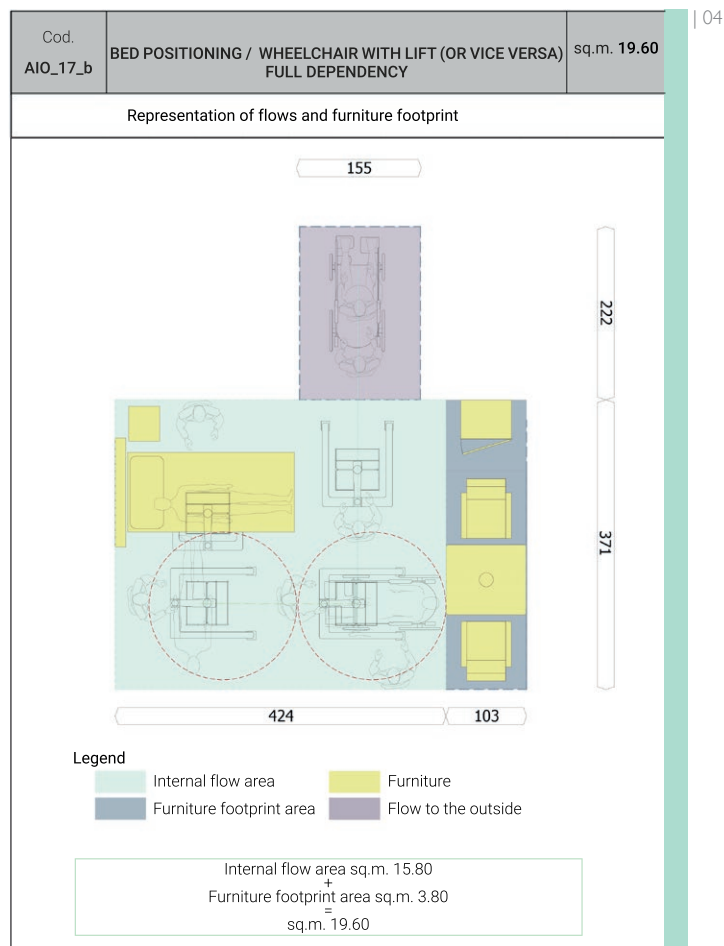 | 04
Cod.
AIO_17_b
BED POSITIONING / WHEELCHAIR WITH LIFT (OR VICE VERSA)
FULL DEPENDENCY
sq.m. 19.60
Representation of flows and furniture footprint
155
222
371
424
103
Legend
Internal flow area
Furniture
Furniture footprint area
Flow to the outside
Internal flow area sq.m. 15.80
+
Furniture footprint area sq.m. 3.80
=
sq.m. 19.60